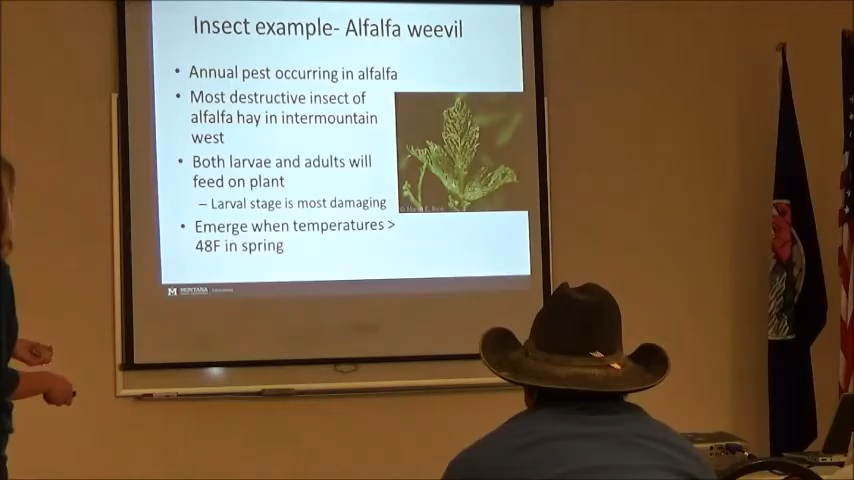 Insect example- Alfalfa weevil
• Annual pest occurring in alfalfa
• Most destructive insect of
alfalfa hay in intermountain
west
• Both larvae and adults will
feed on plant
– Larval stage is most damaging
• Emerge when temperatures >
48F in spring
M MONTANA